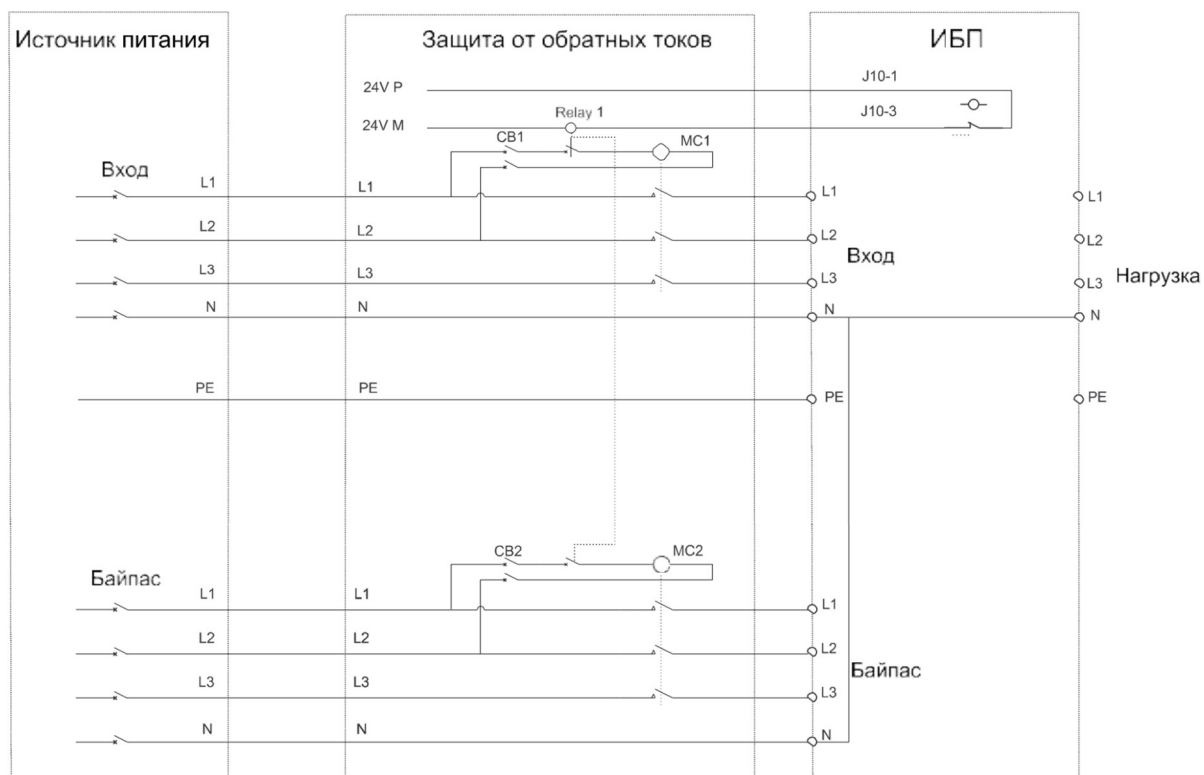 Источник питания
Защита от обратных токов
ИБП
24V P
J10-1
24V M
Relay 1
J10-3
CB1
MC1
Вход
L1
L1
L1
L1
L2
L2
L2
L2
Вход
L3
L3
L3
L3
Нагрузка
N
N
N
N
PE
PE
PE
PE
CB2
MC2
Байпас
L1
L1
L1
L2
L2
L2
Байпас
L3
L3
L3
N
N
N